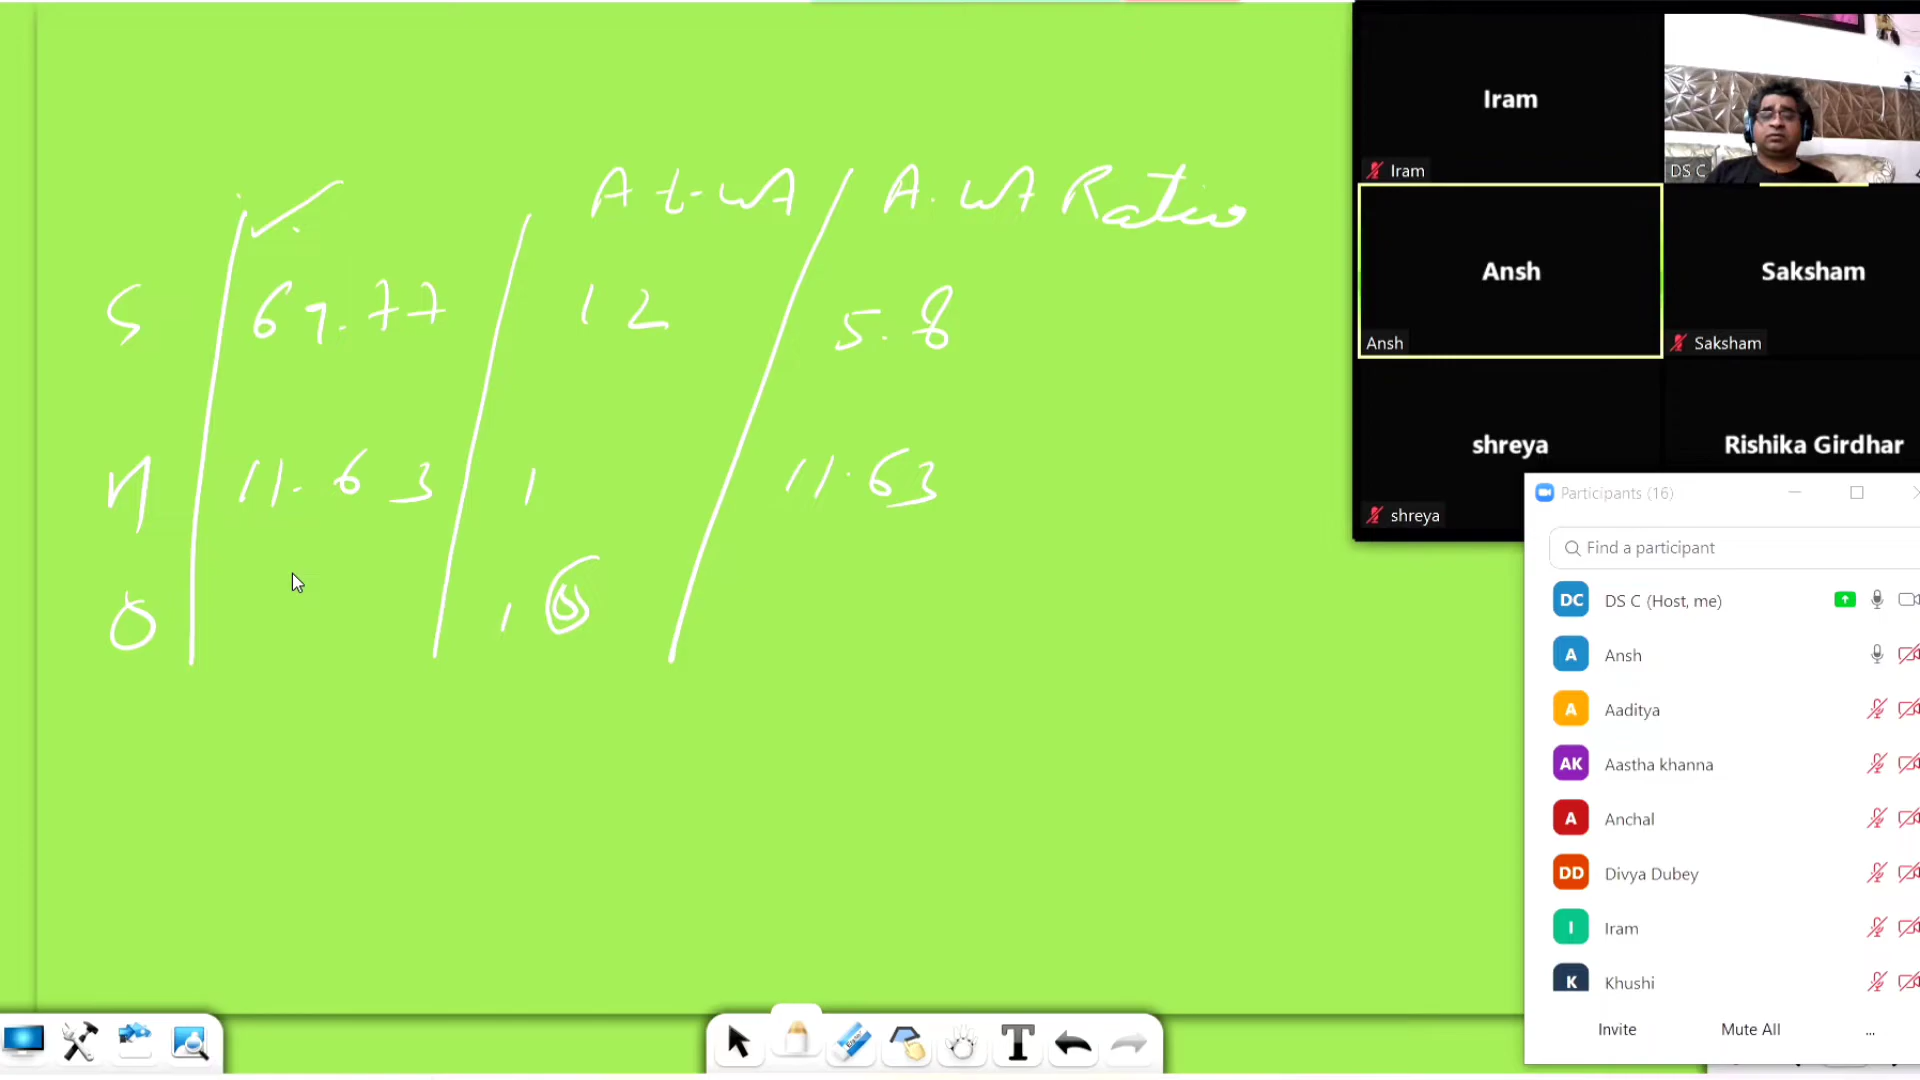 At-wt / A. wt Ratio
S 69.77 12 5.8
H 11.63 1 11.63
O 16
Iram
Iram
DS C
Ansh
Ansh
Saksham
Saksham
shreya
shreya
Rishika Girdhar
Participants (16)
Find a participant
DC DS C (Host, me)
A Ansh
A Aaditya
AK Aastha khanna
A Anchal
DD Divya Dubey
I Iram
K Khushi
Invite Mute All ...
T